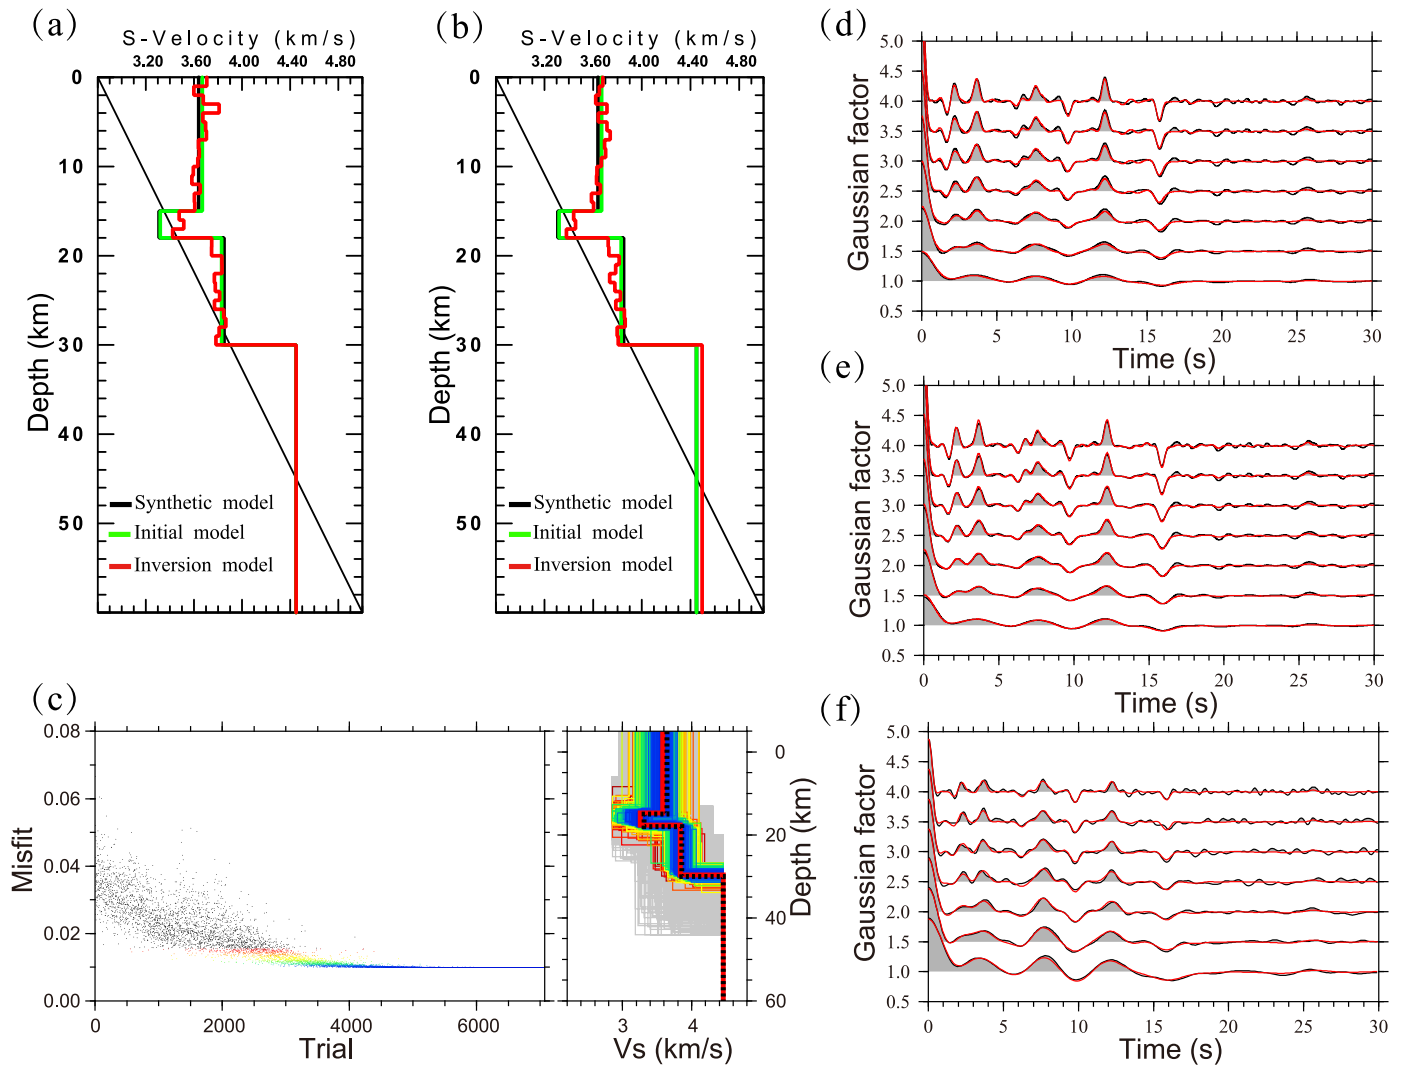 (a)
S-Velocity (km/s)
3.20 3.60 4.00 4.40 4.80
0
10
20
30
40
50
Depth (km)
Synthetic model
Initial model
Inversion model
(b)
S-Velocity (km/s)
3.20 3.60 4.00 4.40 4.80
0
10
20
30
40
50
Depth (km)
Synthetic model
Initial model
Inversion model
(c)
0.08
0.06
0.04
0.02
0.00
Misfit
0 2000 4000 6000
Trial
0
20
40
60
Depth (km)
3 4
Vs (km/s)
(d)
5.0
4.5
4.0
3.5
3.0
2.5
2.0
1.5
1.0
0.5
Gaussian factor
0 5 10 15 20 25 30
Time (s)
(e)
5.0
4.5
4.0
3.5
3.0
2.5
2.0
1.5
1.0
0.5
Gaussian factor
0 5 10 15 20 25 30
Time (s)
(f)
5.0
4.5
4.0
3.5
3.0
2.5
2.0
1.5
1.0
0.5
Gaussian factor
0 5 10 15 20 25 30
Time (s)